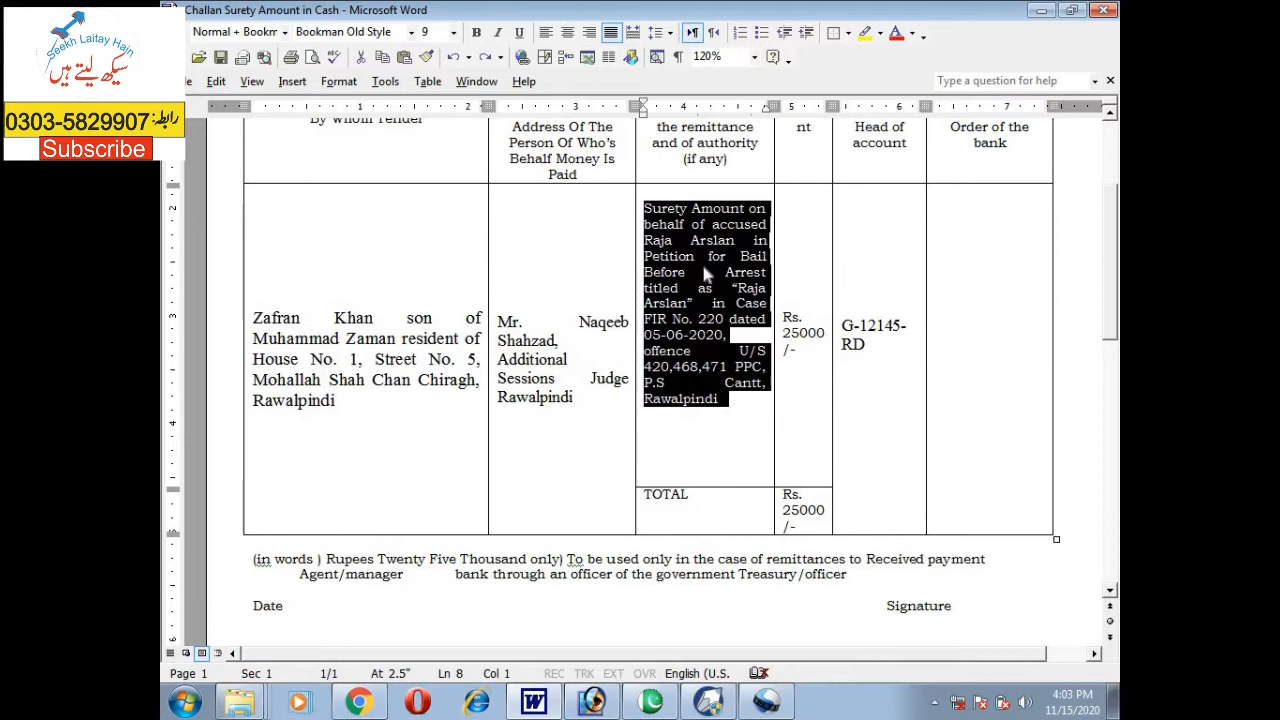 Challan Surety Amount in Cash - Microsoft Word
Seekh Laitay Hain
سیکھ لیتے ہیں
0303-5829907 رابطہ:
Subscribe
Normal + Bookm Bookman Old Style 9 B I U A
120%
Edit View Insert Format Tools Table Window Help Type a question for help
1 2 3 4 5 6 7
By whom Tender
Address Of The
Person Of Who's
Behalf Money Is
Paid
the remittance
and of authority
(if any)
nt
Head of
account
Order of the
bank
Zafran Khan son of
Muhammad Zaman resident of
House No. 1, Street No. 5,
Mohallah Shah Chan Chiragh,
Rawalpindi
Mr. Naqeeb
Shahzad,
Additional
Sessions Judge
Rawalpindi
Surety Amount on
behalf of accused
Raja Arslan in
Petition for Bail
Before Arrest
titled as “Raja
Arslan” in Case
FIR No. 220 dated
05-06-2020,
offence U/S
420,468,471 PPC,
P.S Cantt,
Rawalpindi
Rs.
25000
/-
G-12145-
RD
TOTAL
Rs.
25000
/-
(in words ) Rupees Twenty Five Thousand only) To be used only in the case of remittances to Received payment
Agent/manager bank through an officer of the government Treasury/officer
Date Signature
Page 1 Sec 1 1/1 At 2.5" Ln 8 Col 1 REC TRK EXT OVR English (U.S.
4:03 PM
11/15/2020